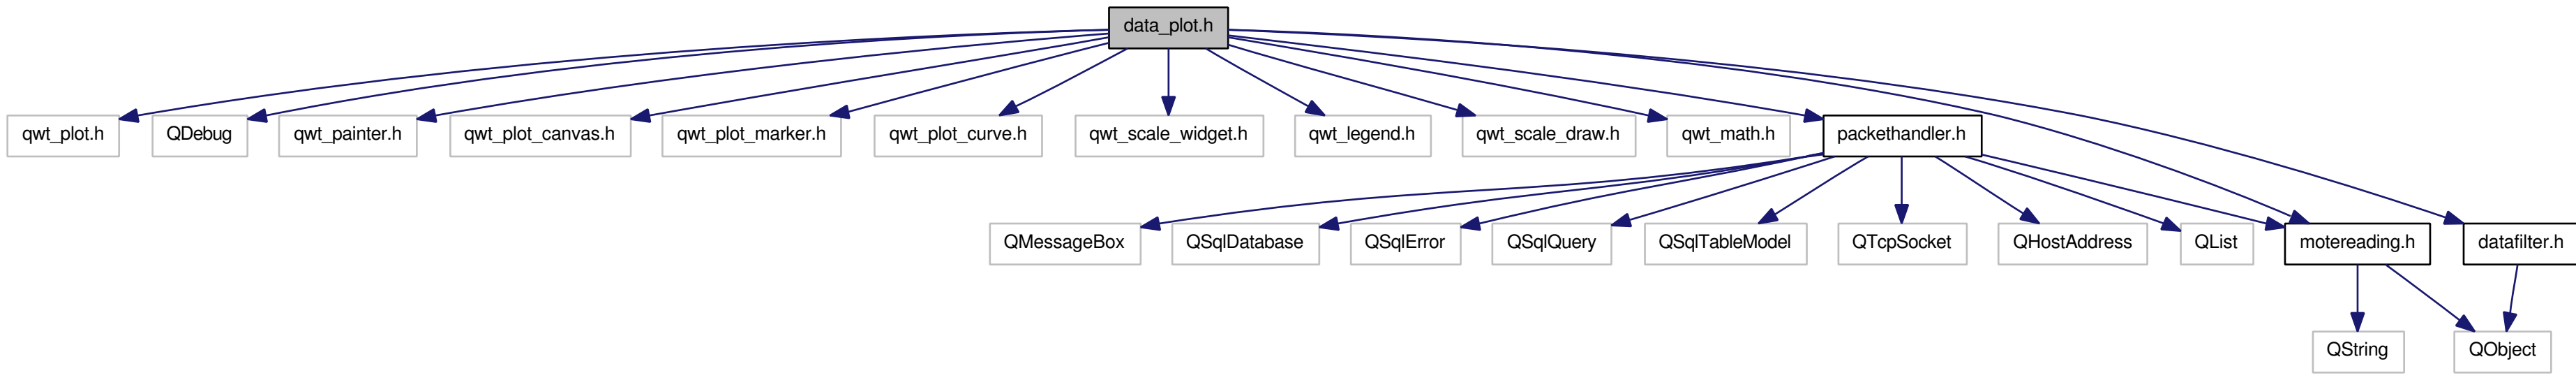 data_plot.h
qwt_plot.h
QDebug
qwt_painter.h
qwt_plot_canvas.h
qwt_plot_marker.h
qwt_plot_curve.h
qwt_scale_widget.h
qwt_legend.h
qwt_scale_draw.h
qwt_math.h
packethandler.h
QMessageBox
QSqlDatabase
QSqlError
QSqlQuery
QSqlTableModel
QTcpSocket
QHostAddress
QList
motereading.h
datafilter.h
QString
QObject